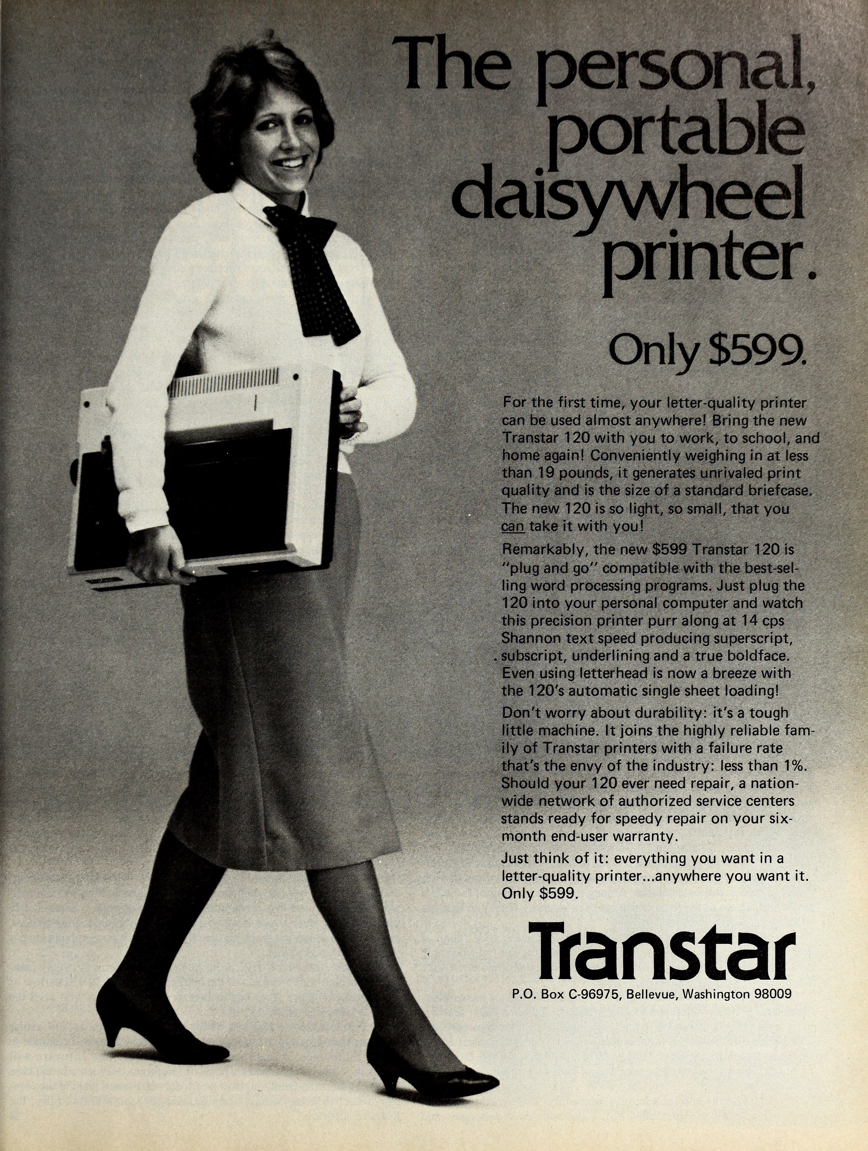 The personal,
portable
daisywheel
printer.
Only $599.
For the first time, your letter-quality printer
can be used almost anywhere! Bring the new
Transtar 120 with you to work, to school, and
home again! Conveniently weighing in at less
than 19 pounds, it generates unrivaled print
quality and is the size of a standard briefcase.
The new 120 is so light, so small, that you
can take it with you!
Remarkably, the new $599 Transtar 120 is
“plug and go” compatible with the best-sel-
ling word processing programs. Just plug the
120 into your personal computer and watch
this precision printer purr along at 14 cps
Shannon text speed producing superscript,
subscript, underlining and a true boldface.
Even using letterhead is now a breeze with
the 120's automatic single sheet loading!
Don't worry about durability: it's a tough
little machine. It joins the highly reliable fam-
ily of Transtar printers with a failure rate
that's the envy of the industry: less than 1%.
Should your 120 ever need repair, a nation-
wide network of authorized service centers
stands ready for speedy repair on your six-
month end-user warranty.
Just think of it: everything you want in a
letter-quality printer...anywhere you want it.
Only $599.
Transtar
P.O. Box C-96975, Bellevue, Washington 98009